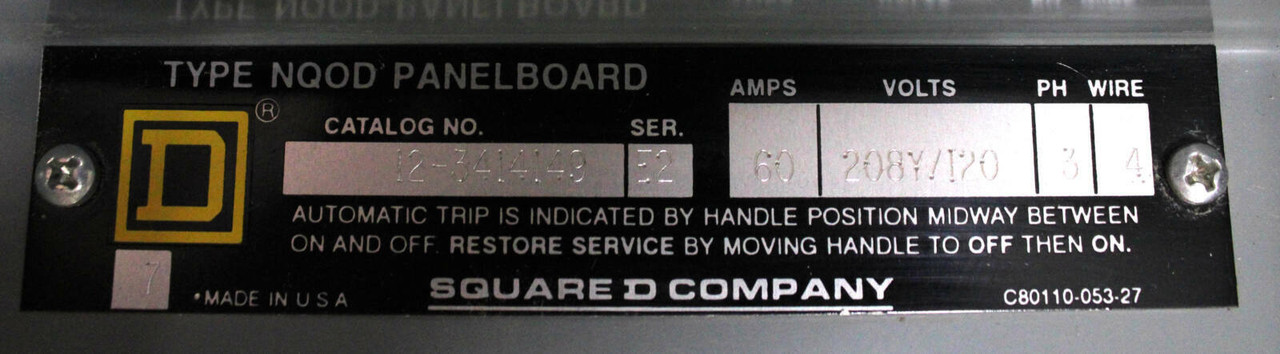 TYPE NQOD PANELBOARD
AMPS VOLTS PH WIRE
D ®
CATALOG NO. SER.
12-3414149 E2 60 208Y/120 3 4
AUTOMATIC TRIP IS INDICATED BY HANDLE POSITION MIDWAY BETWEEN
ON AND OFF. RESTORE SERVICE BY MOVING HANDLE TO OFF THEN ON.
7
• MADE IN U S A SQUARE D COMPANY C80110-053-27